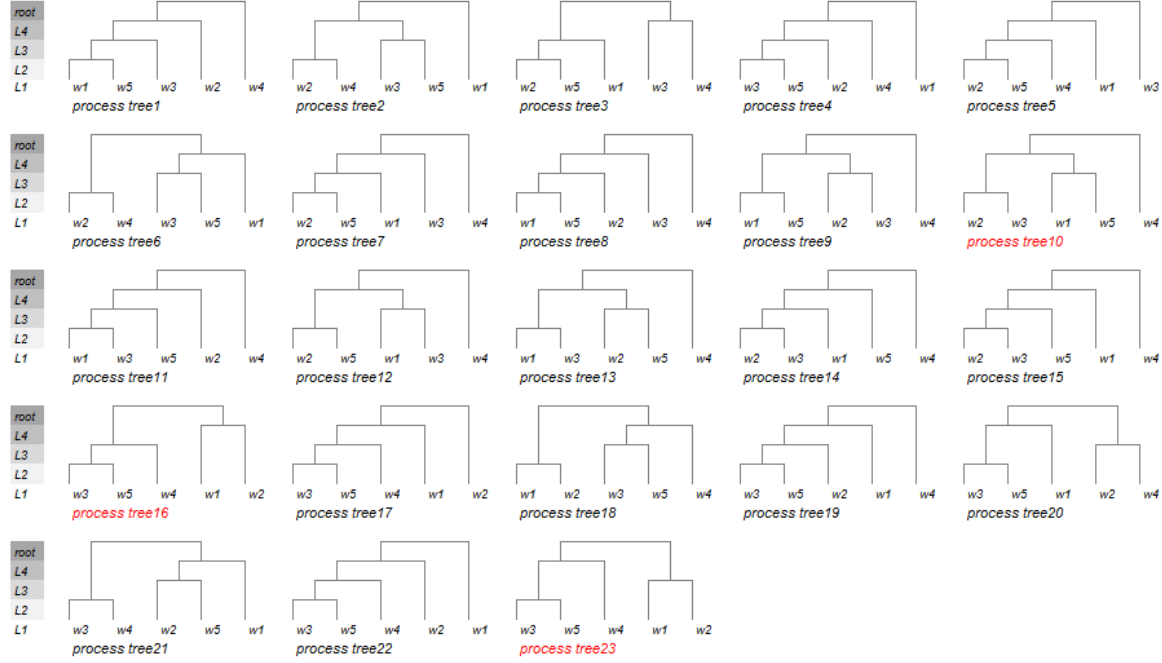 root
L4
L3
L2
L1 w1 w5 w3 w2 w4 w2 w4 w3 w5 w1 w2 w5 w1 w3 w4 w3 w5 w2 w4 w1 w2 w5 w4 w1 w3
process tree1 process tree2 process tree3 process tree4 process tree5
root
L4
L3
L2
L1 w2 w4 w3 w5 w1 w2 w5 w1 w3 w4 w1 w5 w2 w3 w4 w1 w5 w2 w3 w4 w2 w3 w1 w5 w4
process tree6 process tree7 process tree8 process tree9 process tree10
root
L4
L3
L2
L1 w1 w3 w5 w2 w4 w2 w5 w1 w3 w4 w1 w3 w2 w5 w4 w2 w3 w1 w5 w4 w2 w3 w5 w1 w4
process tree11 process tree12 process tree13 process tree14 process tree15
root
L4
L3
L2
L1 w3 w5 w4 w1 w2 w3 w5 w4 w1 w2 w1 w2 w3 w5 w4 w3 w5 w2 w1 w4 w3 w5 w1 w2 w4
process tree16 process tree17 process tree18 process tree19 process tree20
root
L4
L3
L2
L1 w3 w4 w2 w5 w1 w3 w5 w4 w2 w1 w3 w5 w4 w1 w2
process tree21 process tree22 process tree23